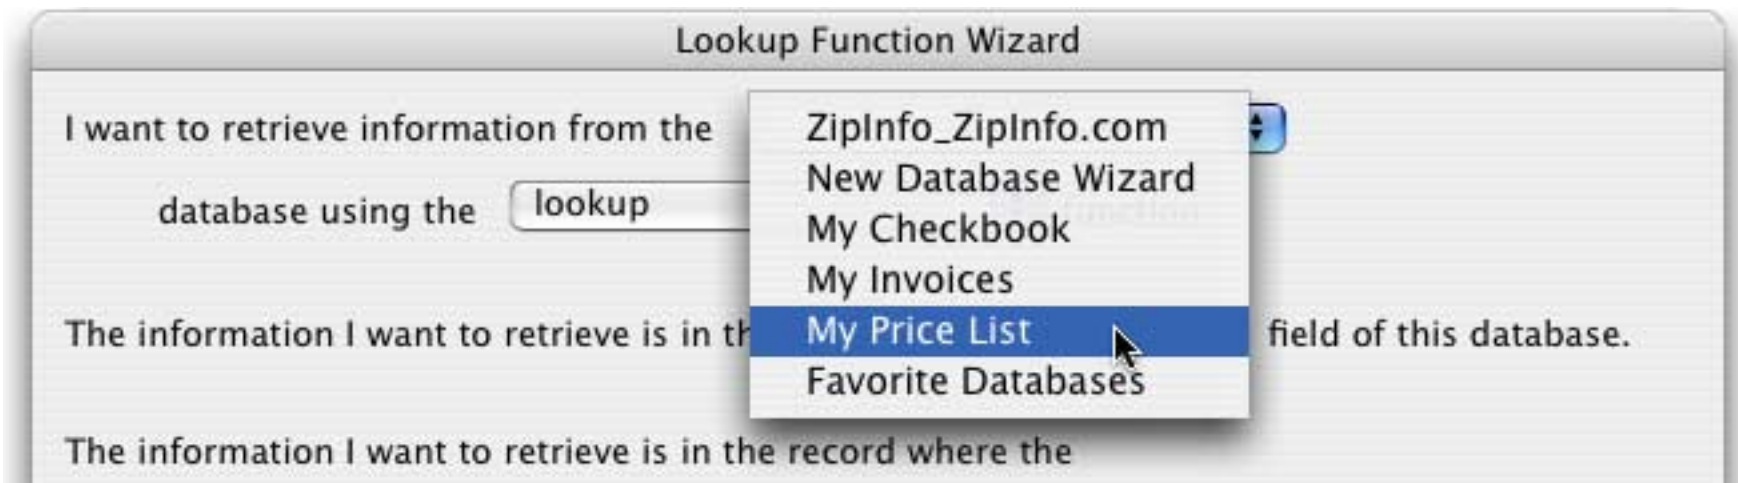 Lookup Function Wizard
I want to retrieve information from the
ZipInfo_ZipInfo.com
New Database Wizard
My Checkbook
My Invoices
My Price List
Favorite Databases
database using the lookup function
The information I want to retrieve is in th field of this database.
The information I want to retrieve is in the record where the